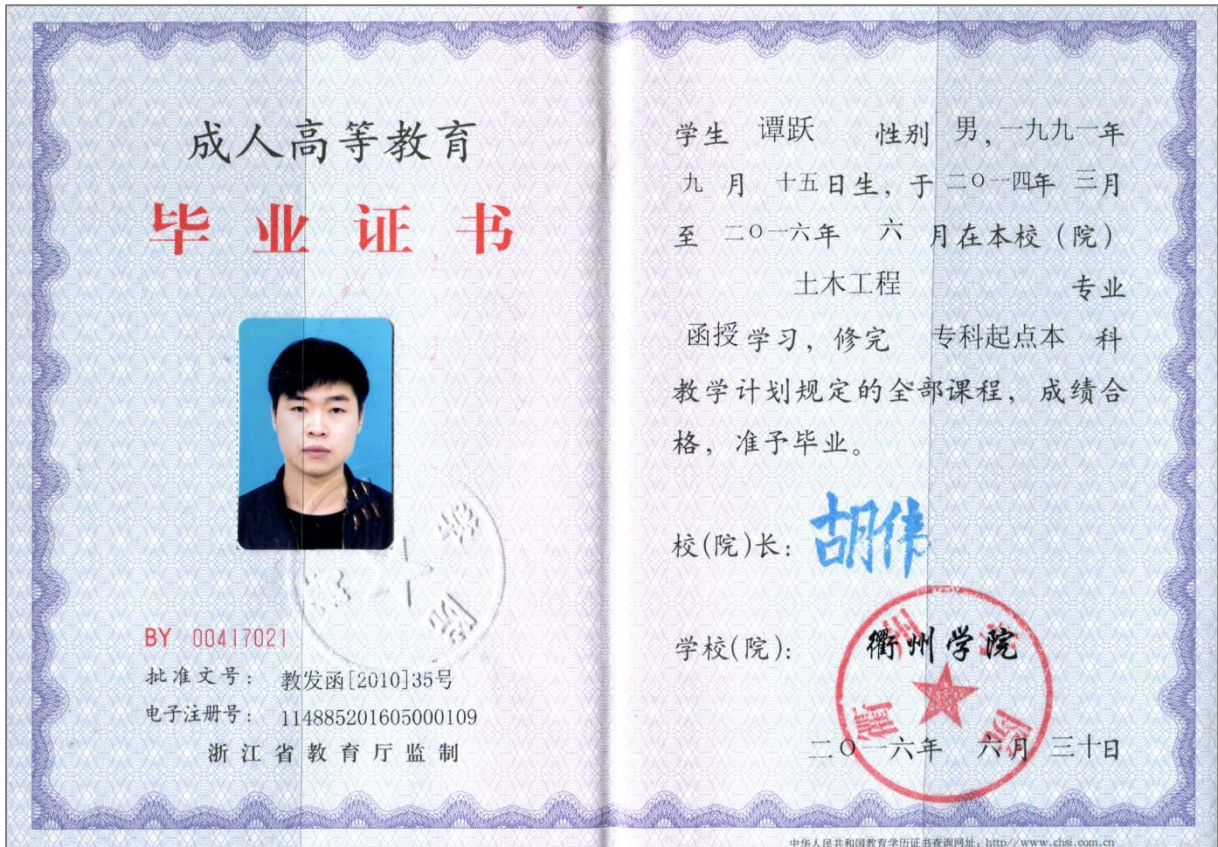 成人高等教育
毕业证书
BY 00417021
批准文号: 教发函[2010]35号
电子注册号: 114885201605000109
浙江省教育厅监制
学生 谭跃 性别 男, 一九九一年
九 月 十五日生, 于 二〇一四年 三月
至 二〇一六年 六 月在本校 (院)
土木工程 专业
函授 学习, 修完 专科起点本 科
教学计划规定的全部课程, 成绩合
格, 准予毕业。
校(院)长: 胡伟
学校(院): 衢州学院
二〇一六年 六月 三十日
中华人民共和国教育学历证书查询网址: http//www.chsi.com.cn